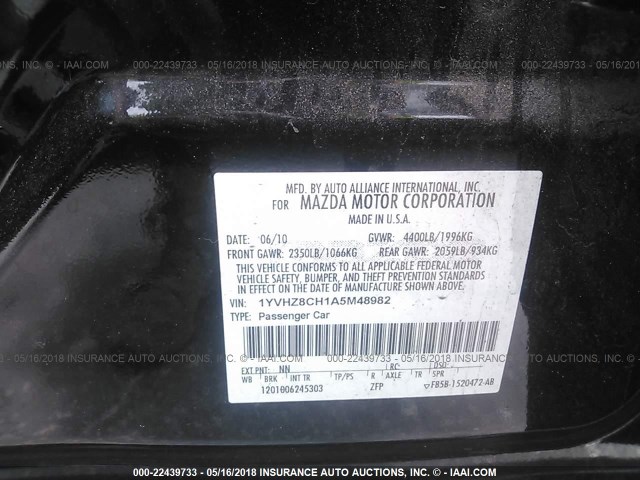 INC. - IAAI.COM 000-22439733 - 05/16/2018 INSURANCE AUTO AUCTIONS, INC. - IAAI.COM 000-22439733 - 05/16/2018
MFD. BY AUTO ALLIANCE INTERNATIONAL, INC.
FOR MAZDA MOTOR CORPORATION
MADE IN U.S.A.
DATE: 06/10 GVWR: 4400LB/1996KG
FRONT GAWR: 2350LB/1066KG REAR GAWR: 2059LB/934KG
THIS VEHICLE CONFORMS TO ALL APPLICABLE FEDERAL MOTOR
VEHICLE SAFETY, BUMPER, AND THEFT PREVENTION STANDARDS
IN EFFECT ON THE DATE OF MANUFACTURE SHOWN ABOVE.
VIN: 1YVHZ8CH1A5M48982
TYPE: Passenger Car
/16/2018 INSURANCE AUTO AUCTIONS, INC. - IAAI.COM 000-22439733 - 05/16/2018 INSURANCE AUTO AUCTIONS, INC. - IAAI.COM
EXT PNT: NN RC: DSO:
WB BRK INT TR TP/PS R AXLE TR SPR
1201006245303 ZFP F85B-1520472-AB
000-22439733 - 05/16/2018 INSURANCE AUTO AUCTIONS, INC. - IAAI.COM